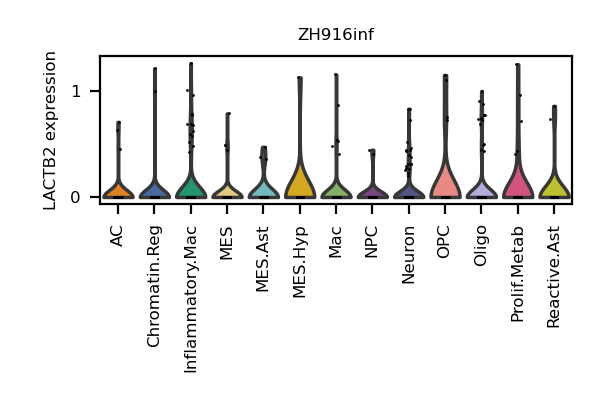 ZH916inf
LACTB2 expression
1
0
AC
Chromatin.Reg
Inflammatory.Mac
MES
MES.Ast
MES.Hyp
Mac
NPC
Neuron
OPC
Oligo
Prolif.Metab
Reactive.Ast